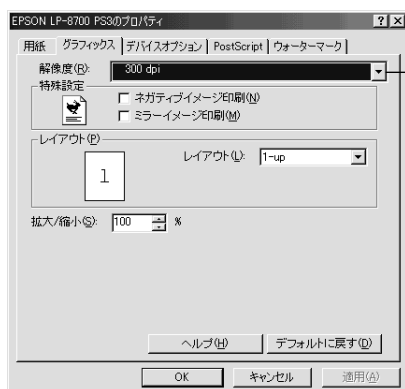 EPSON LP-8700 PS3のプロパティ
用紙 グラフィックス デバイスオプション PostScript ウォーターマーク
解像度(R): 300 dpi
特殊設定
ネガティブイメージ印刷(N)
ミラーイメージ印刷(M)
レイアウト(P)
レイアウト(L): 1-up
1
拡大/縮小(S): 100 %
ヘルプ(H) デフォルトに戻す(D)
OK キャンセル 適用(A)